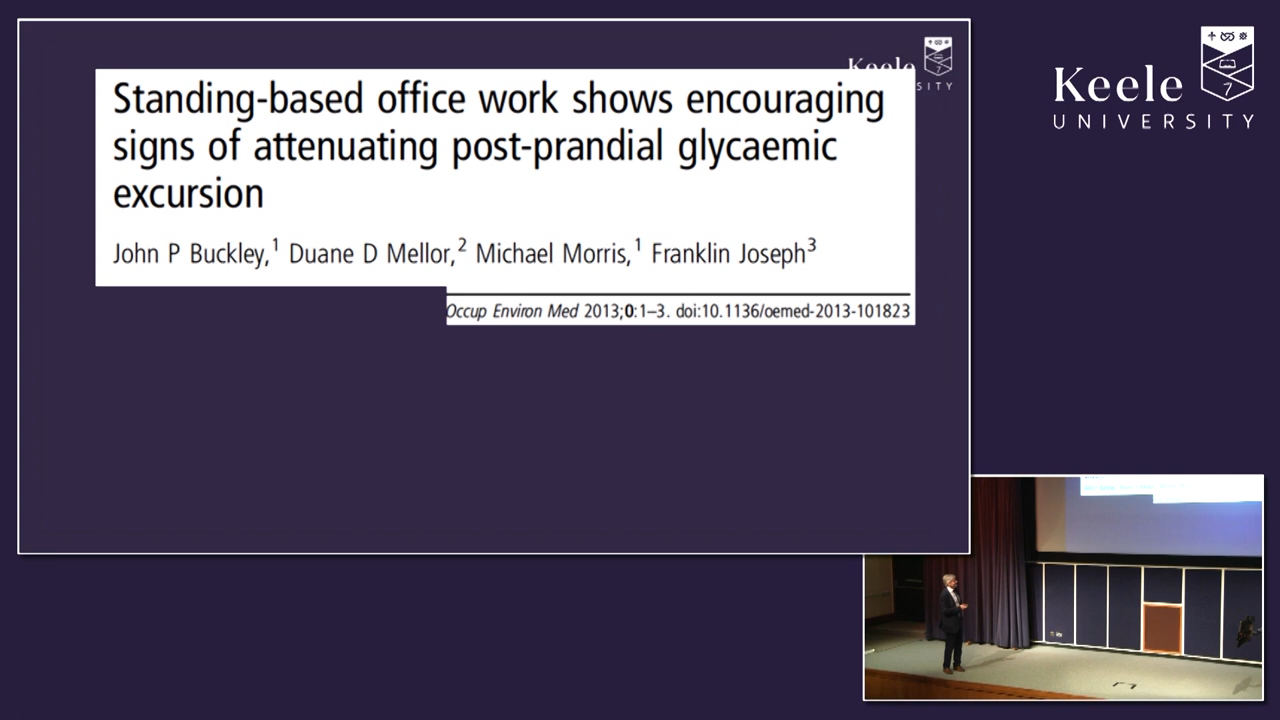 Keele
UNIVERSITY
Standing-based office work shows encouraging
signs of attenuating post-prandial glycaemic
excursion
John P Buckley,1 Duane D Mellor,2 Michael Morris,1 Franklin Joseph3
Occup Environ Med 2013;0:1–3. doi:10.1136/oemed-2013-101823